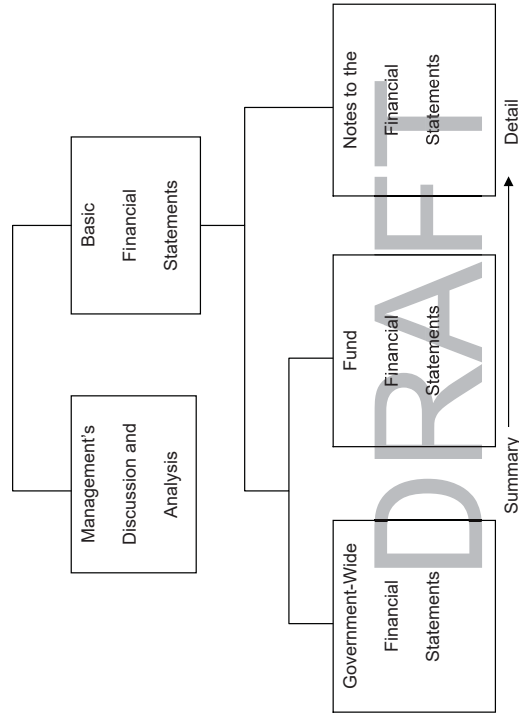 Management's
Discussion and
Analysis
Basic
Financial
Statements
Government-Wide
Financial
Statements
Fund
Financial
Statements
Notes to the
Financial
Statements
Summary
Detail
DRAFT